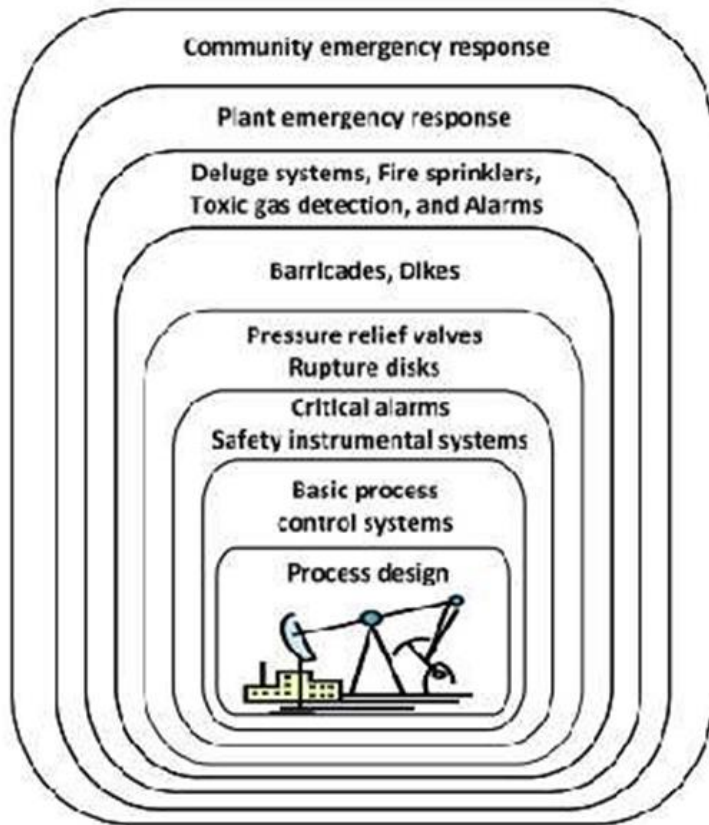 Community emergency response
Plant emergency response
Deluge systems, Fire sprinklers,
Toxic gas detection, and Alarms
Barricades, Dikes
Pressure relief valves
Rupture disks
Critical alarms
Safety instrumental systems
Basic process
control systems
Process design